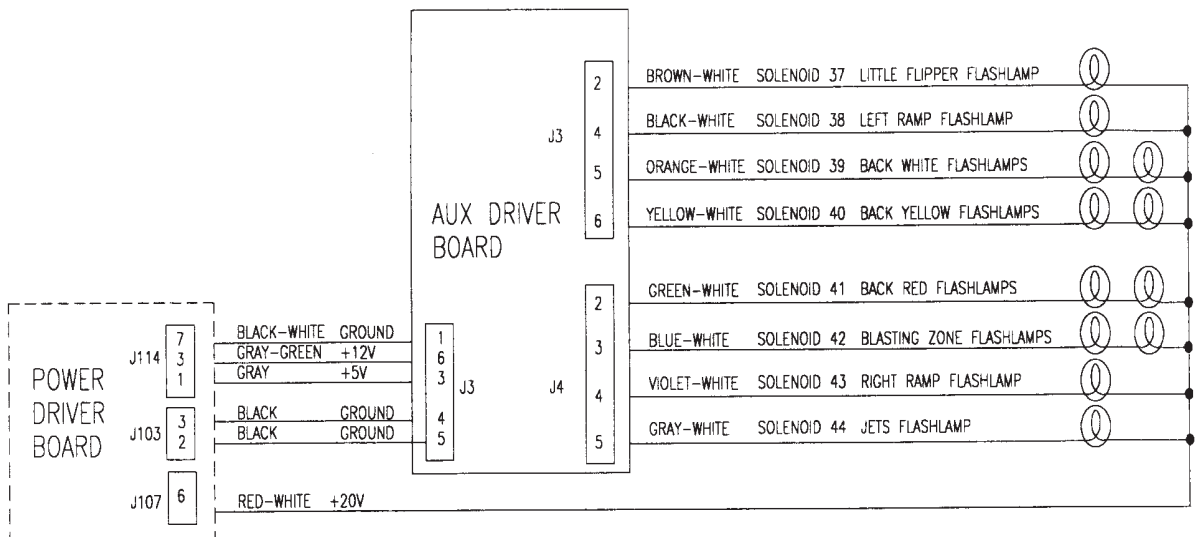 2 BROWN-WHITE SOLENOID 37 LITTLE FLIPPER FLASHLAMP
J3 4 BLACK-WHITE SOLENOID 38 LEFT RAMP FLASHLAMP
5 ORANGE-WHITE SOLENOID 39 BACK WHITE FLASHLAMPS
6 YELLOW-WHITE SOLENOID 40 BACK YELLOW FLASHLAMPS
AUX DRIVER
BOARD
2 GREEN-WHITE SOLENOID 41 BACK RED FLASHLAMPS
3 BLUE-WHITE SOLENOID 42 BLASTING ZONE FLASHLAMPS
J4 4 VIOLET-WHITE SOLENOID 43 RIGHT RAMP FLASHLAMP
5 GRAY-WHITE SOLENOID 44 JETS FLASHLAMP
POWER
DRIVER
BOARD
J114
7 BLACK-WHITE GROUND 1
3 GRAY-GREEN +12V 6
1 GRAY +5V 3
J3
J103
3 BLACK GROUND 4
2 BLACK GROUND 5
J107 6 RED-WHITE +20V